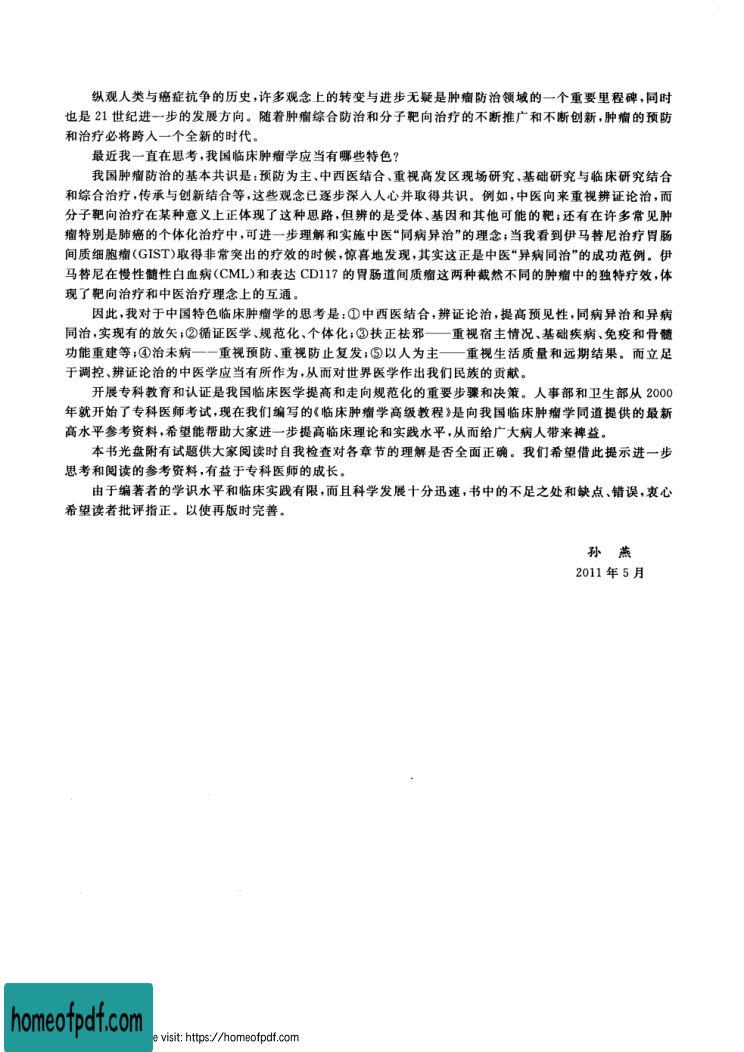 纵观人类与癌症抗争的历史,许多观念上的转变与进步无疑是肿瘤防治领域的一个重要里程碑,同时
也是 21 世纪进一步的发展方向。随着肿瘤综合防治和分子靶向治疗的不断推广和不断创新,肿瘤的预防
和治疗必将跨入一个全新的时代。
最近我一直在思考,我国临床肿瘤学应当有哪些特色?
我国肿瘤防治的基本共识是:预防为主、中西医结合、重视高发区现场研究、基础研究与临床研究结合
和综合治疗,传承与创新结合等,这些观念已逐步深入人心并取得共识。例如,中医向来重视辨证论治,而
分子靶向治疗在某种意义上正体现了这种思路,但辨的是受体、基因和其他可能的靶;还有在许多常见肿
瘤特别是肺癌的个体化治疗中,可进一步理解和实施中医“同病异治”的理念;当我看到伊马替尼治疗胃肠
间质细胞瘤(GIST)取得非常突出的疗效的时候,惊喜地发现,其实这正是中医“异病同治”的成功范例。伊
马替尼在慢性髓性白血病(CML)和表达 CD117 的胃肠道间质瘤这两种截然不同的肿瘤中的独特疗效,体
现了靶向治疗和中医治疗理念上的互通。
因此,我对于中国特色临床肿瘤学的思考是:①中西医结合,辨证论治,提高预见性,同病异治和异病
同治,实现有的放矢;②循证医学、规范化、个体化;③扶正祛邪——重视宿主情况、基础疾病、免疫和骨髓
功能重建等;④治未病——重视预防、重视防止复发;⑤以人为主——重视生活质量和远期结果。而立足
于调控、辨证论治的中医学应当有所作为,从而对世界医学作出我们民族的贡献。
开展专科教育和认证是我国临床医学提高和走向规范化的重要步骤和决策。人事部和卫生部从 2000
年就开始了专科医师考试,现在我们编写的《临床肿瘤学高级教程》是向我国临床肿瘤学同道提供的最新
高水平参考资料,希望能帮助大家进一步提高临床理论和实践水平,从而给广大病人带来裨益。
本书光盘附有试题供大家阅读时自我检查对各章节的理解是否全面正确。我们希望借此提示进一步
思考和阅读的参考资料,有益于专科医师的成长。
由于编著者的学识水平和临床实践有限,而且科学发展十分迅速,书中的不足之处和缺点、错误,衷心
希望读者批评指正。以使再版时完善。
孙 燕
2011 年 5 月
homeofpdf.com
e visit: https://homeofpdf.com